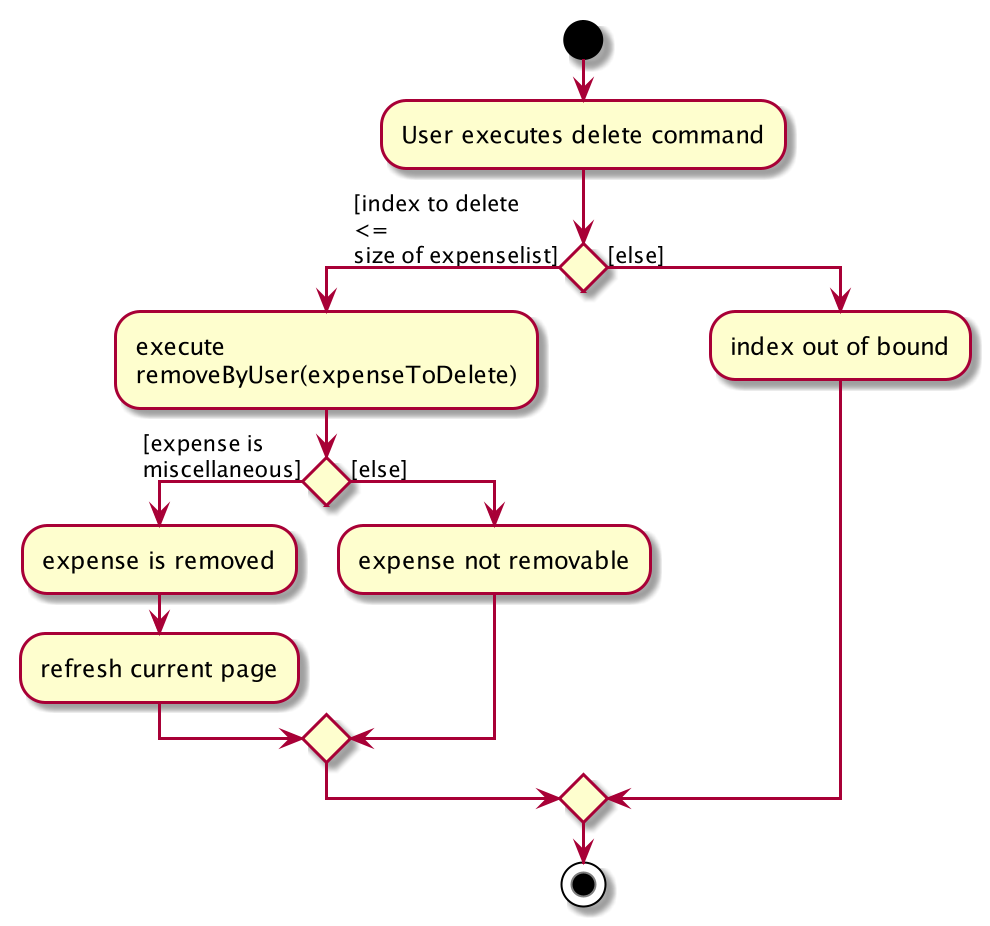 User executes delete command
[index to delete
<=
size of expenselist]
[else]
execute
removeByUser(expenseToDelete)
index out of bound
[expense is
miscellaneous]
[else]
expense is removed
expense not removable
refresh current page